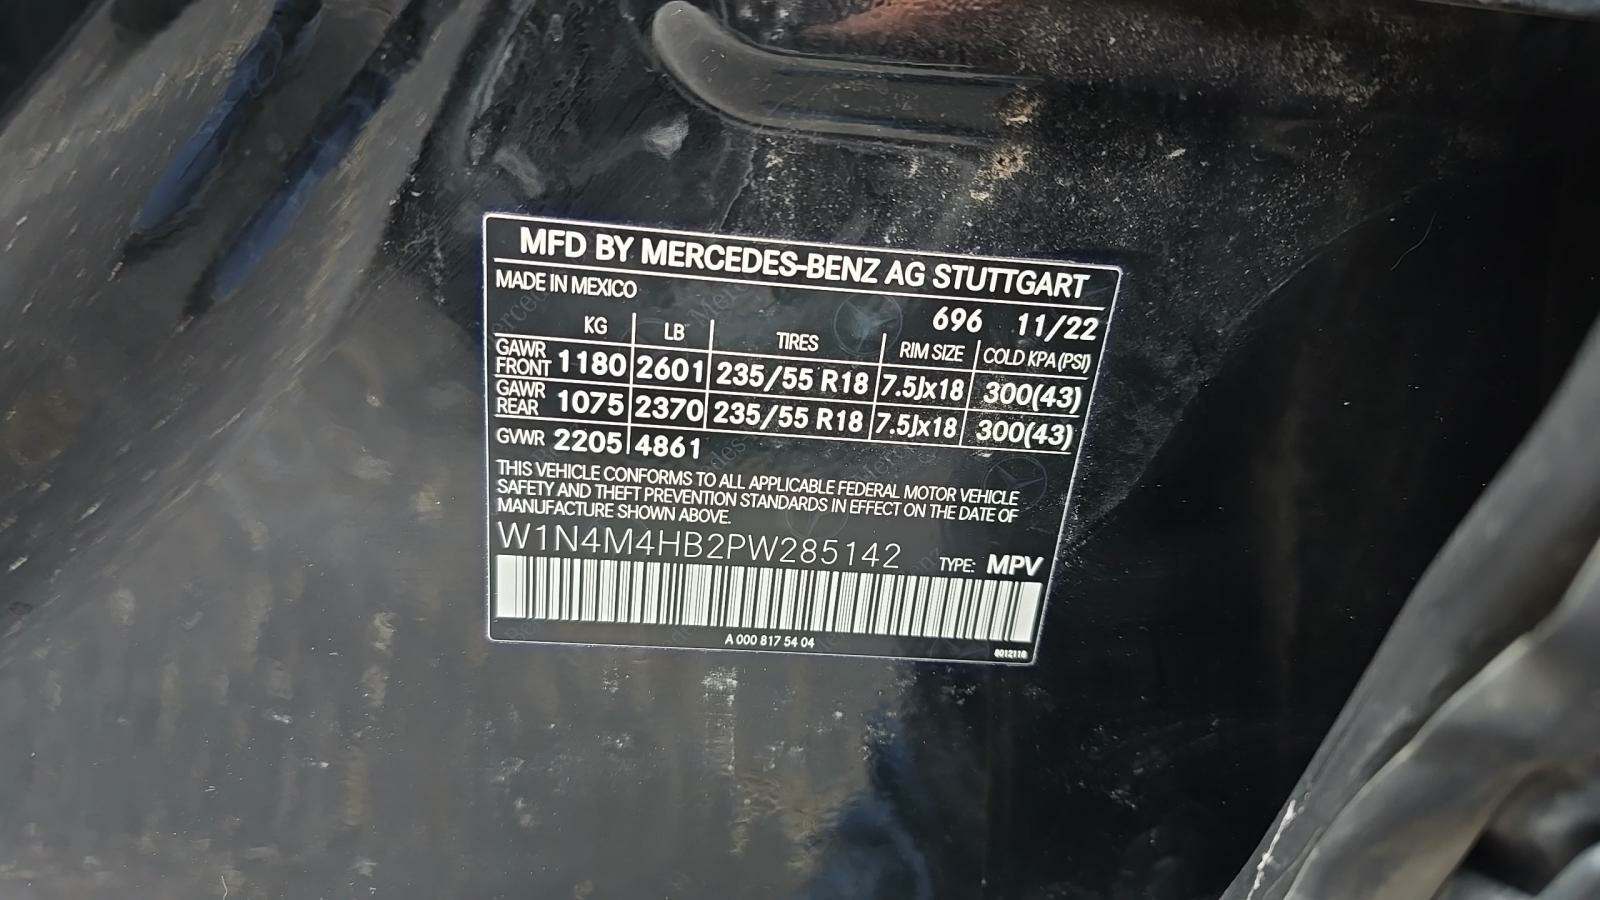 MFD BY MERCEDES-BENZ AG STUTTGART
MADE IN MEXICO
696 11/22
KG LB TIRES RIM SIZE COLD KPA(PSI)
GAWR FRONT 1180 2601 235/55 R18 7.5Jx18 300(43)
GAWR REAR 1075 2370 235/55 R18 7.5Jx18 300(43)
GVWR 2205 4861
THIS VEHICLE CONFORMS TO ALL APPLICABLE FEDERAL MOTOR VEHICLE
SAFETY AND THEFT PREVENTION STANDARDS IN EFFECT ON THE DATE OF
MANUFACTURE SHOWN ABOVE.
W1N4M4HB2PW285142 TYPE: MPV
A 000 817 54 04